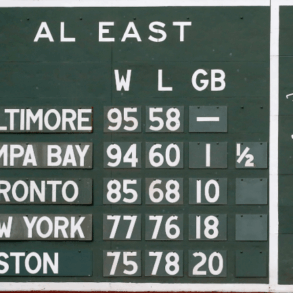 AL EAST
W L GB
LTIMORE 95 58 —
MPA BAY 94 60 1 ½
RONTO 85 68 10
W YORK 77 76 18
STON 75 78 20